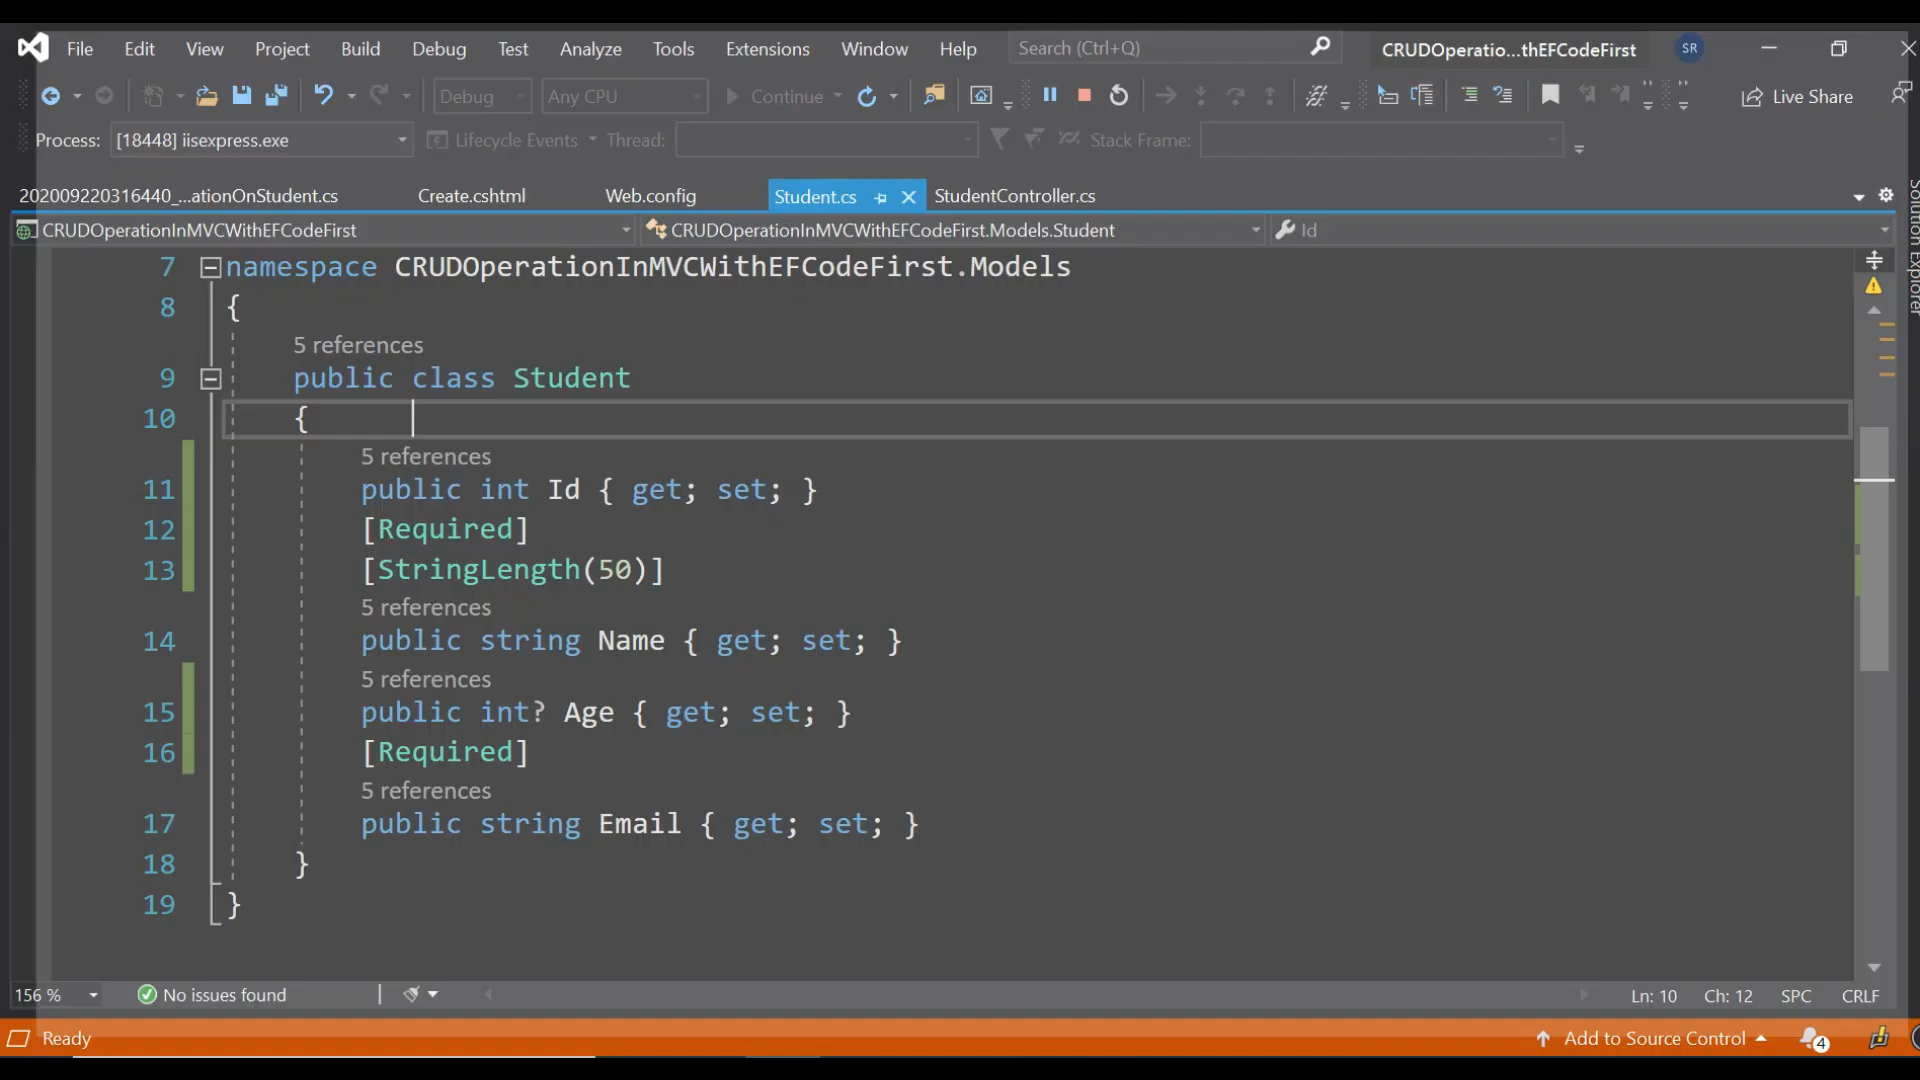 File Edit View Project Build Debug Test Analyze Tools Extensions Window Help Search (Ctrl+Q) CRUDOperatio...thEFCodeFirst SR
Debug Any CPU Continue Live Share
Process: [18448] iisexpress.exe Lifecycle Events Thread: Stack Frame:
202009220316440_...ationOnStudent.cs Create.cshtml Web.config Student.cs StudentController.cs
CRUDOperationInMVCWithEFCodeFirst CRUDOperationInMVCWithEFCodeFirst.Models.Student Id
Solution Explorer
7 namespace CRUDOperationInMVCWithEFCodeFirst.Models
8 {
5 references
9 public class Student
10 {
5 references
11 public int Id { get; set; }
12 [Required]
13 [StringLength(50)]
5 references
14 public string Name { get; set; }
5 references
15 public int? Age { get; set; }
16 [Required]
5 references
17 public string Email { get; set; }
18 }
19 }
156 % No issues found Ln: 10 Ch: 12 SPC CRLF
Ready Add to Source Control 4